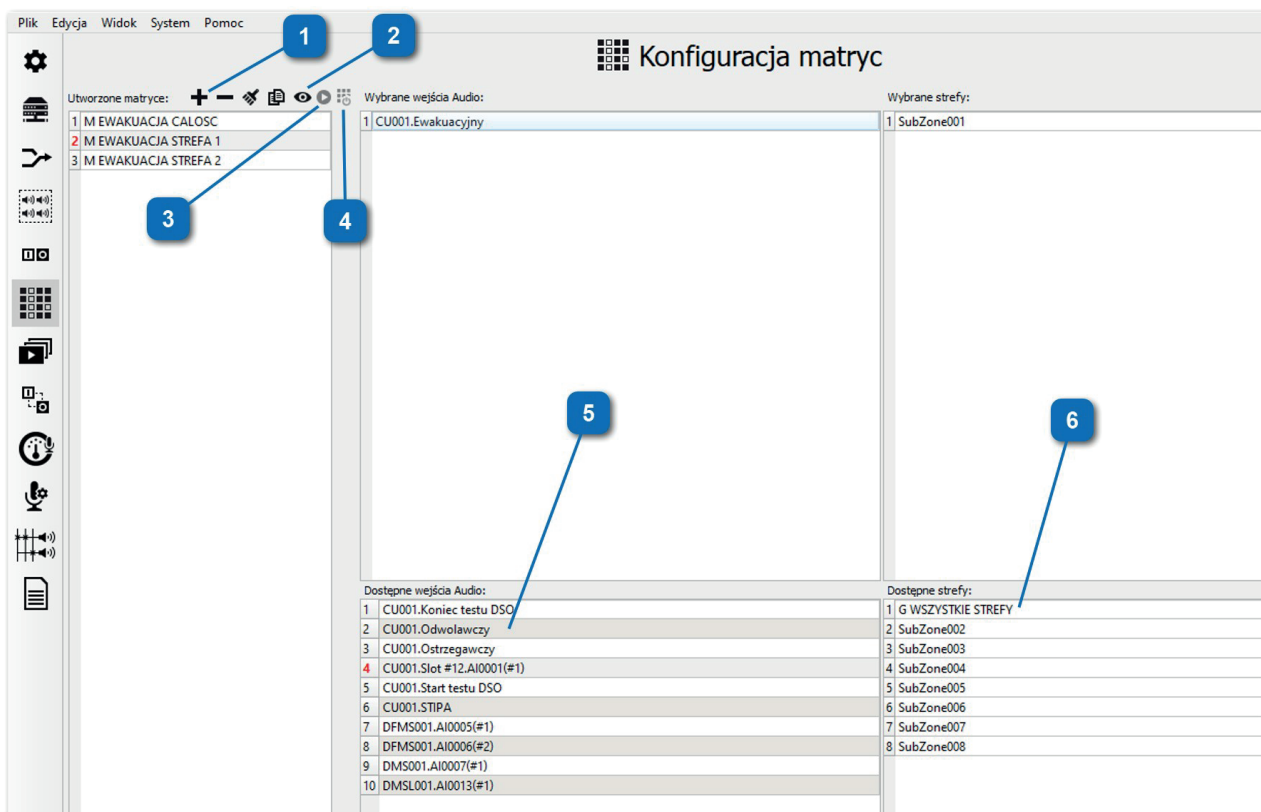 Plik Edycja Widok System Pomoc
1
2
Konfiguracja matryc
Utworzone matryce:
Wybrane wejścia Audio:
Wybrane strefy:
1 M EWAKUACJA CALOSC
2 M EWAKUACJA STREFA 1
3 M EWAKUACJA STREFA 2
1 CU001.Ewakuacyjny
1 SubZone001
3
4
5
6
Dostępne wejścia Audio:
1 CU001.Koniec testu DSO
2 CU001.Odwolawczy
3 CU001.Ostrzegawczy
4 CU001.Slot #12.AI0001(#1)
5 CU001.Start testu DSO
6 CU001.STIPA
7 DFMS001.AI0005(#1)
8 DFMS001.AI0006(#2)
9 DMS001.AI0007(#1)
10 DMSL001.AI0013(#1)
Dostępne strefy:
1 G WSZYSTKIE STREFY
2 SubZone002
3 SubZone003
4 SubZone004
5 SubZone005
6 SubZone006
7 SubZone007
8 SubZone008